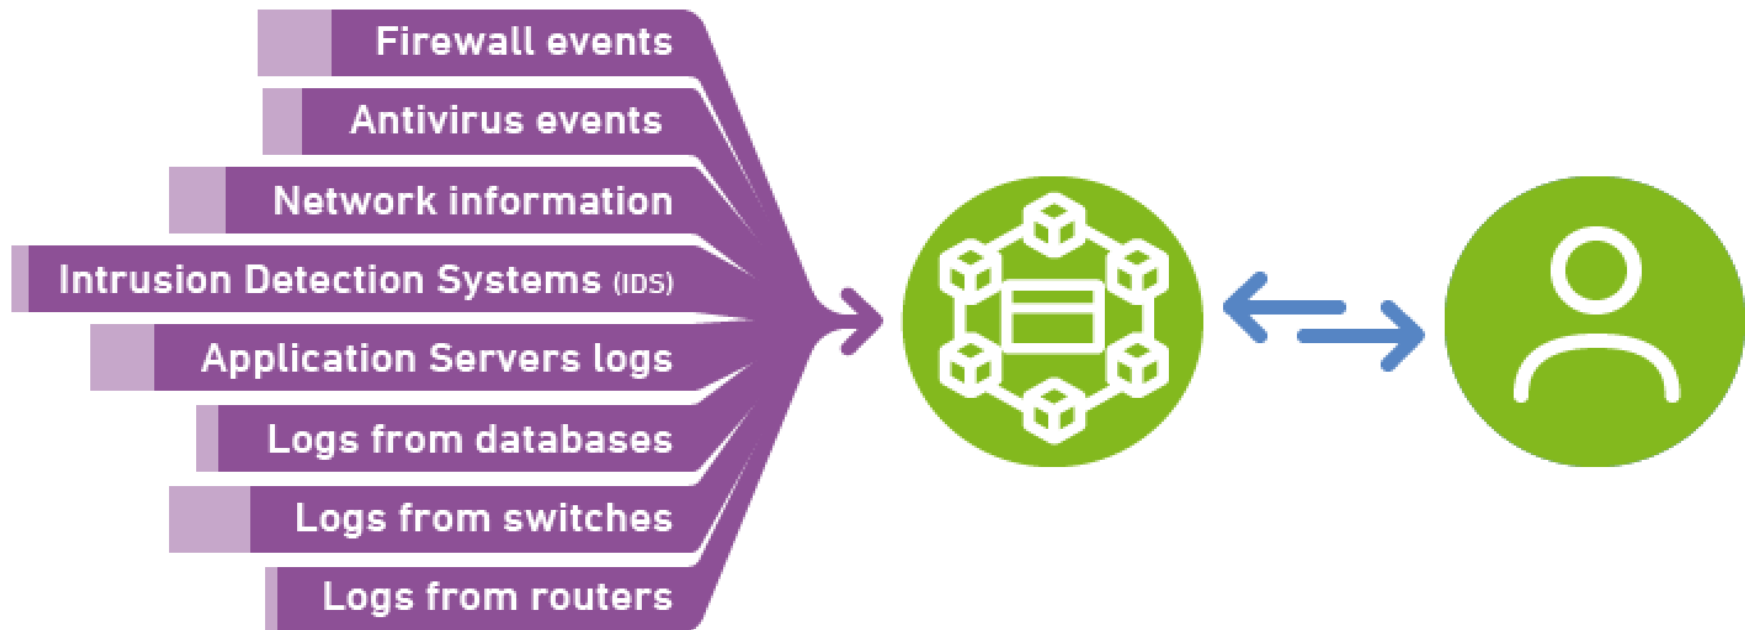 Firewall events
Antivirus events
Network information
Intrusion Detection Systems (IDS)
Application Servers logs
Logs from databases
Logs from switches
Logs from routers